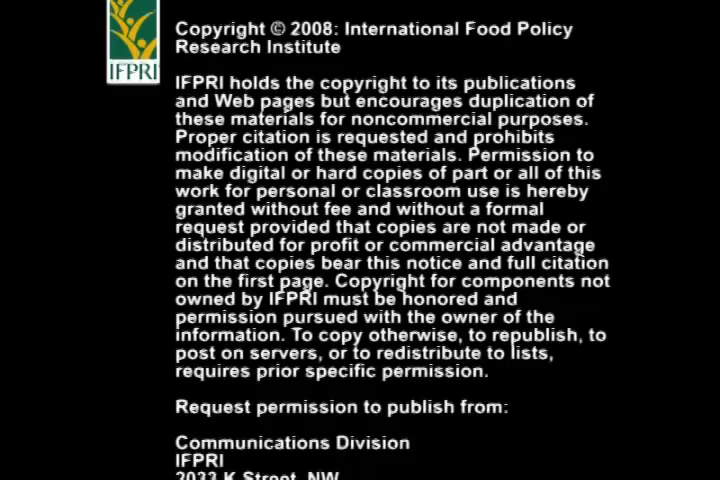 IFPRI
Copyright © 2008: International Food Policy
Research Institute
IFPRI holds the copyright to its publications
and Web pages but encourages duplication of
these materials for noncommercial purposes.
Proper citation is requested and prohibits
modification of these materials. Permission to
make digital or hard copies of part or all of this
work for personal or classroom use is hereby
granted without fee and without a formal
request provided that copies are not made or
distributed for profit or commercial advantage
and that copies bear this notice and full citation
on the first page. Copyright for components not
owned by IFPRI must be honored and
permission pursued with the owner of the
information. To copy otherwise, to republish, to
post on servers, or to redistribute to lists,
requires prior specific permission.
Request permission to publish from:
Communications Division
IFPRI
2033 K Street, NW